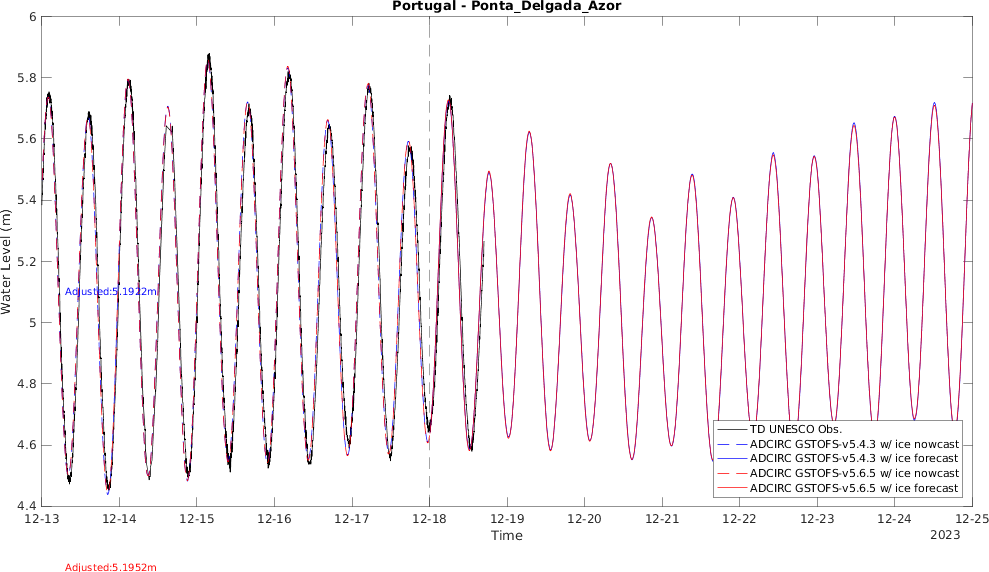 Portugal - Ponta_Delgada_Azor
6
5.8
5.6
5.4
5.2
5
4.8
4.6
4.4
Water Level (m)
Adjusted:5.1922m
TD UNESCO Obs.
ADCIRC GSTOFS-v5.4.3 w/ ice nowcast
ADCIRC GSTOFS-v5.4.3 w/ ice forecast
ADCIRC GSTOFS-v5.6.5 w/ ice nowcast
ADCIRC GSTOFS-v5.6.5 w/ ice forecast
12-13 12-14 12-15 12-16 12-17 12-18 12-19 12-20 12-21 12-22 12-23 12-24 12-25
Time
2023
Adjusted:5.1952m